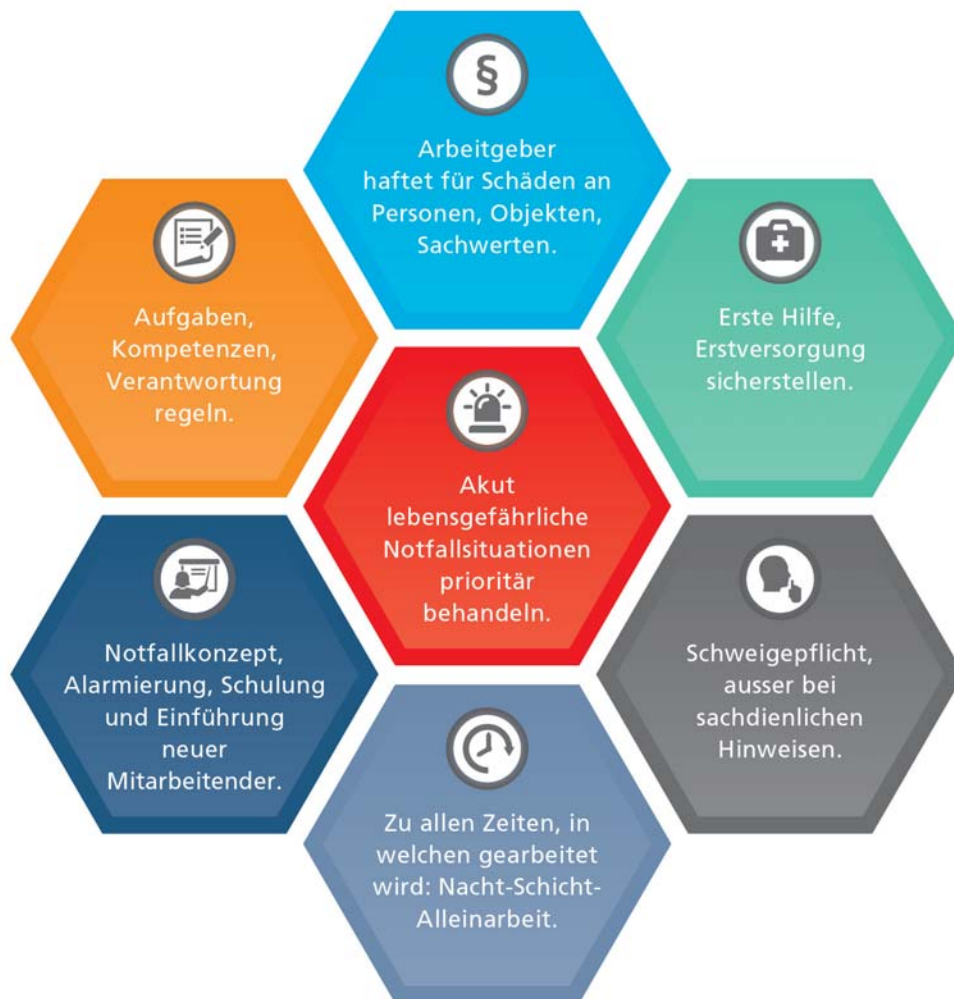 §
Arbeitgeber
haftet für Schäden an
Personen, Objekten,
Sachwerten.
Aufgaben,
Kompetenzen,
Verantwortung
regeln.
Erste Hilfe,
Erstversorgung
sicherstellen.
Akut
lebensgefährliche
Notfallsituationen
prioritär
behandeln.
Notfallkonzept,
Alarmierung, Schulung
und Einführung
neuer
Mitarbeitender.
Schweigepflicht,
ausser bei
sachdienlichen
Hinweisen.
Zu allen Zeiten, in
welchen gearbeitet
wird: Nacht-Schicht-
Alleinarbeit.